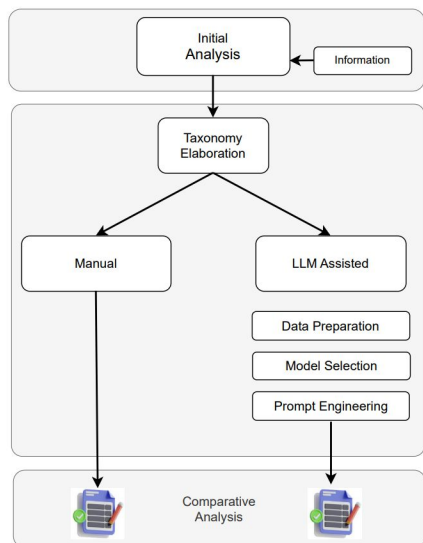 Initial
Analysis
Information
Taxonomy
Elaboration
Manual
LLM Assisted
Data Preparation
Model Selection
Prompt Engineering
Comparative
Analysis